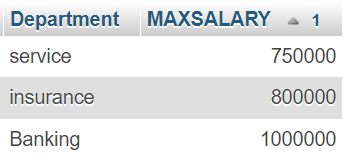 Department MAXSALARY 1
service 750000
insurance 800000
Banking 1000000